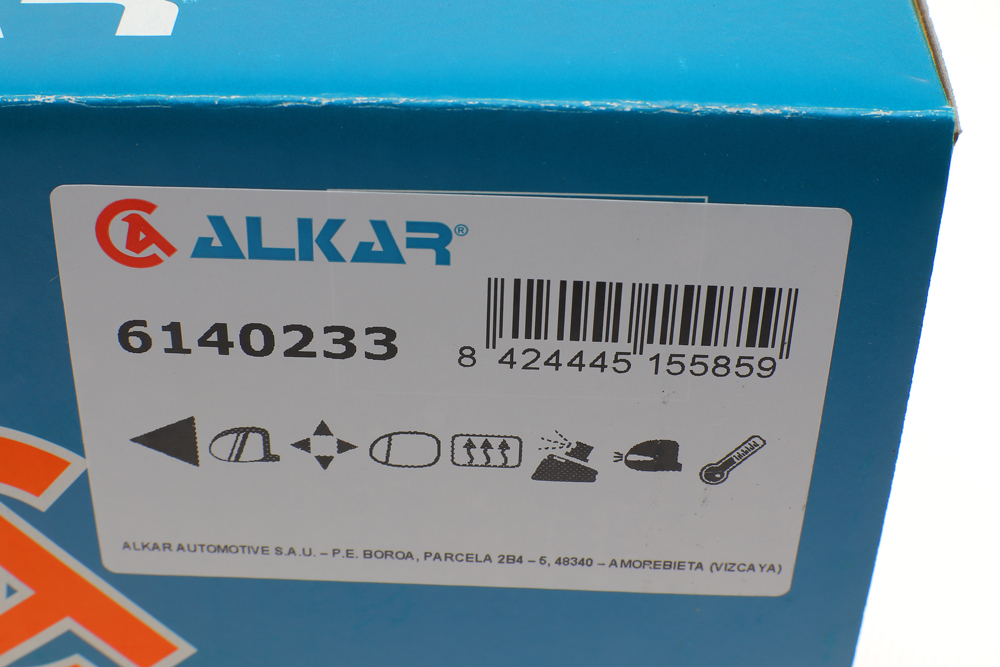 ALKAR®
6140233
8 424445 155859
ALKAR AUTOMOTIVE S.A.U. – P.E. BOROA, PARCELA 2B4 – 5, 48340 – AMOREBIETA (VIZCAYA)